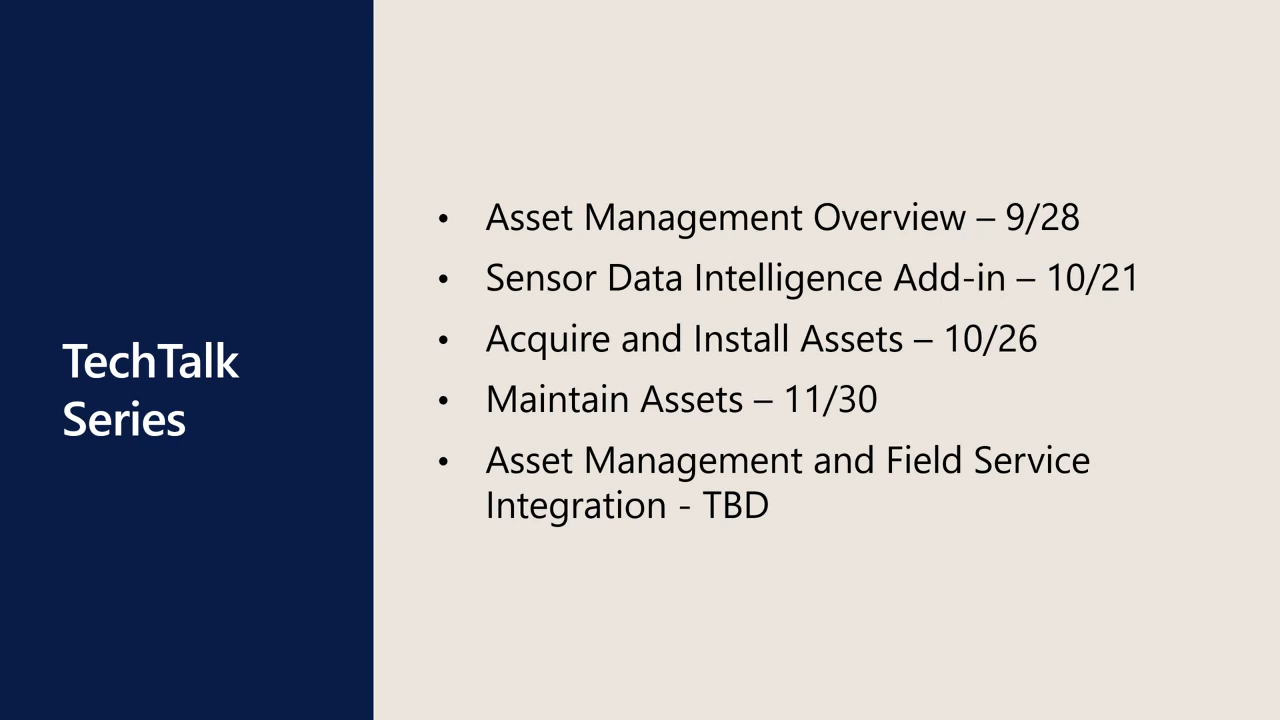 TechTalk
Series
• Asset Management Overview – 9/28
• Sensor Data Intelligence Add-in – 10/21
• Acquire and Install Assets – 10/26
• Maintain Assets – 11/30
• Asset Management and Field Service
Integration - TBD